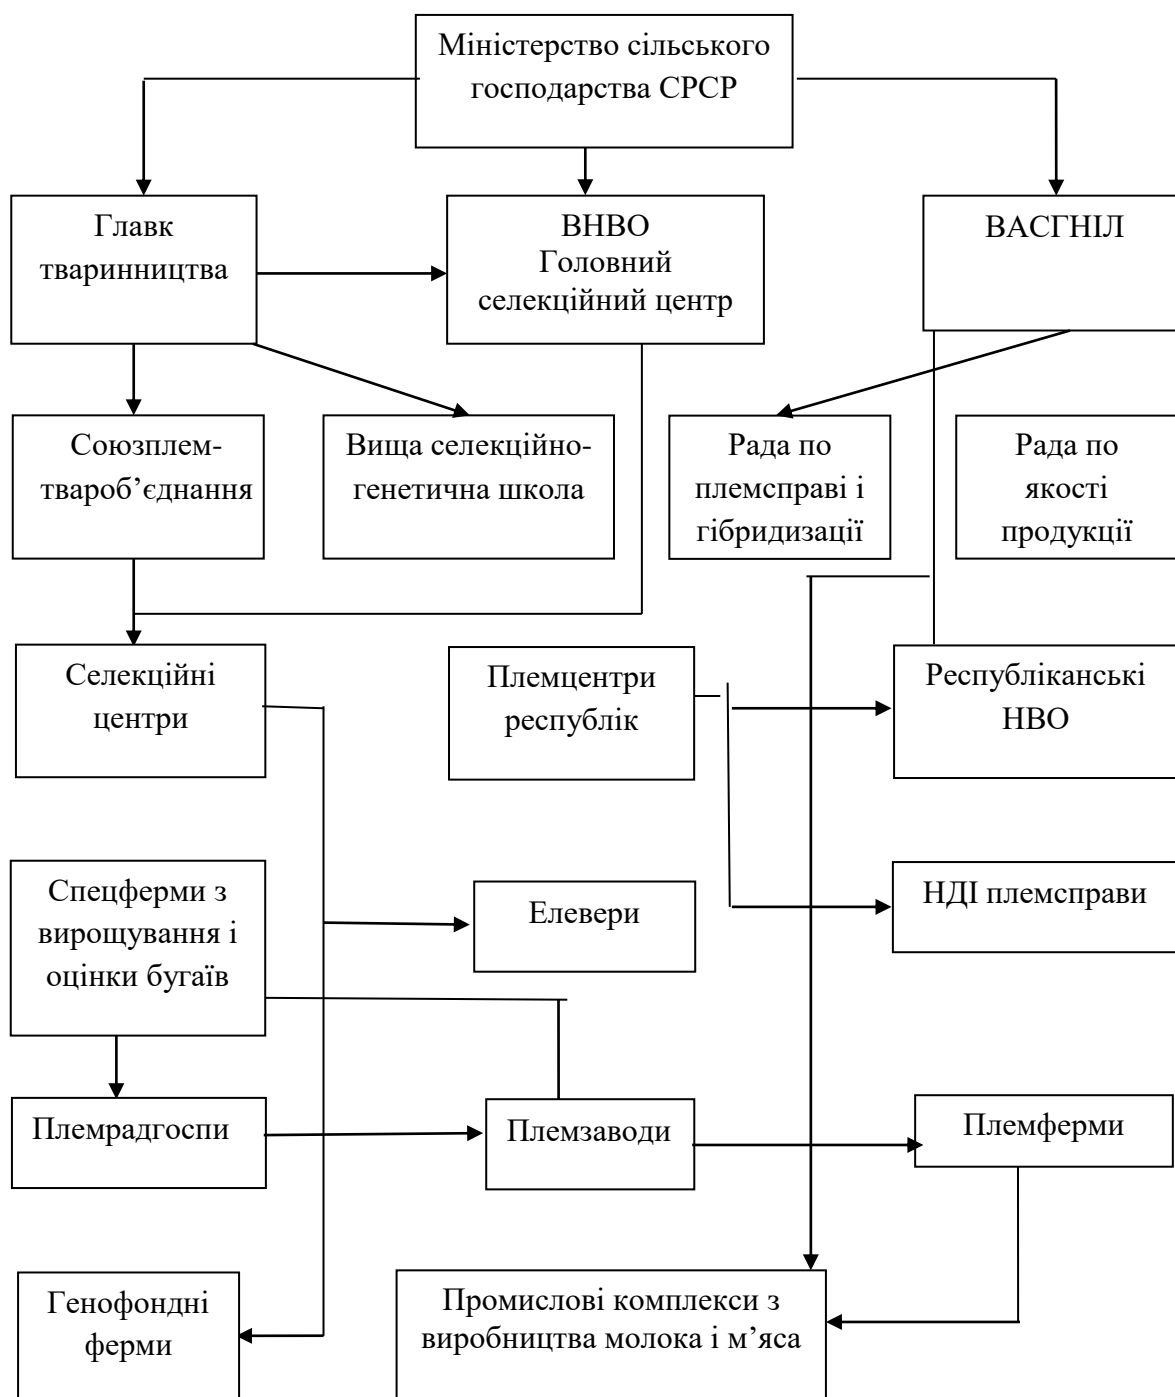 Міністерство сільського
господарства СРСР
Главк
тваринництва
ВНВО
Головний
селекційний центр
ВАСГНІЛ
Союзплем-
твароб’єднання
Вища селекційно-
генетична школа
Рада по
племсправі і
гібридизації
Рада по
якості
продукції
Селекційні
центри
Племцентри
республік
Республіканські
НВО
Спецферми з
вирощування і
оцінки бугаїв
Елевери
НДІ племсправи
Племрадгоспи
Племзаводи
Племферми
Генофондні
ферми
Промислові комплекси з
виробництва молока і м’яса